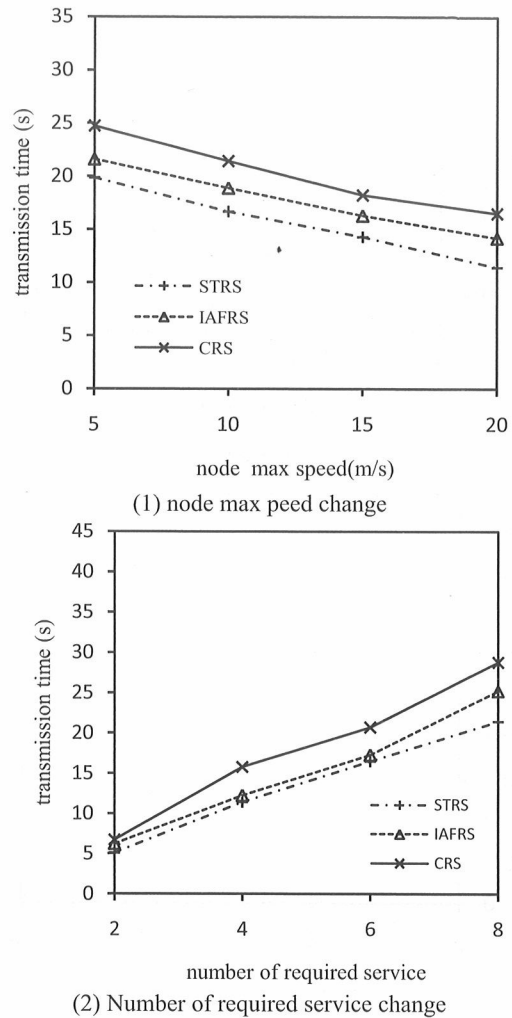 35
30
25
20
15
10
5
0
transmission time (s)
STRS
IAFRS
CRS
5 10 15 20
node max speed(m/s)
(1) node max peed change
45
40
35
30
25
20
15
10
5
0
transmission time (s)
STRS
IAFRS
CRS
2 4 6 8
number of required service
(2) Number of required service change